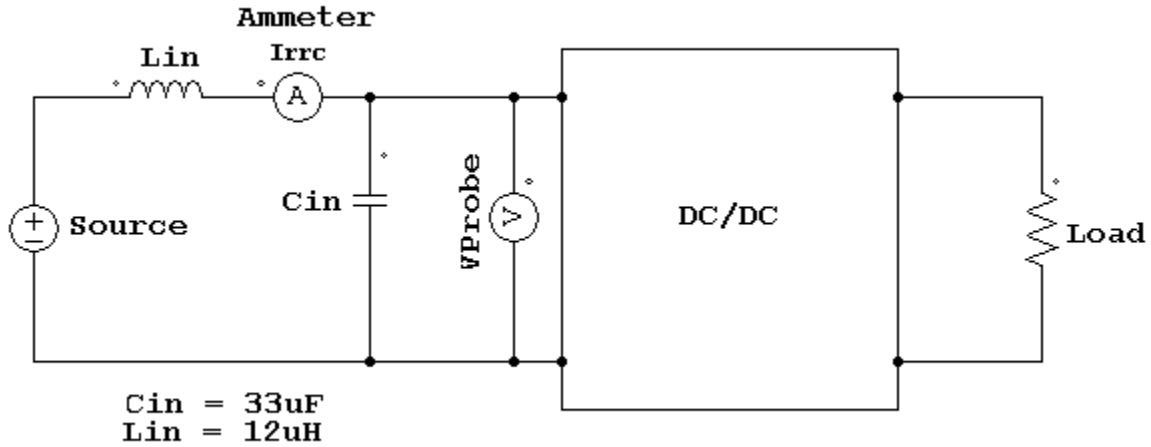 Ammeter
Lin
Irrc
A
Source
Cin
VProbe
V
DC/DC
Load
Cin = 33uF
Lin = 12uH